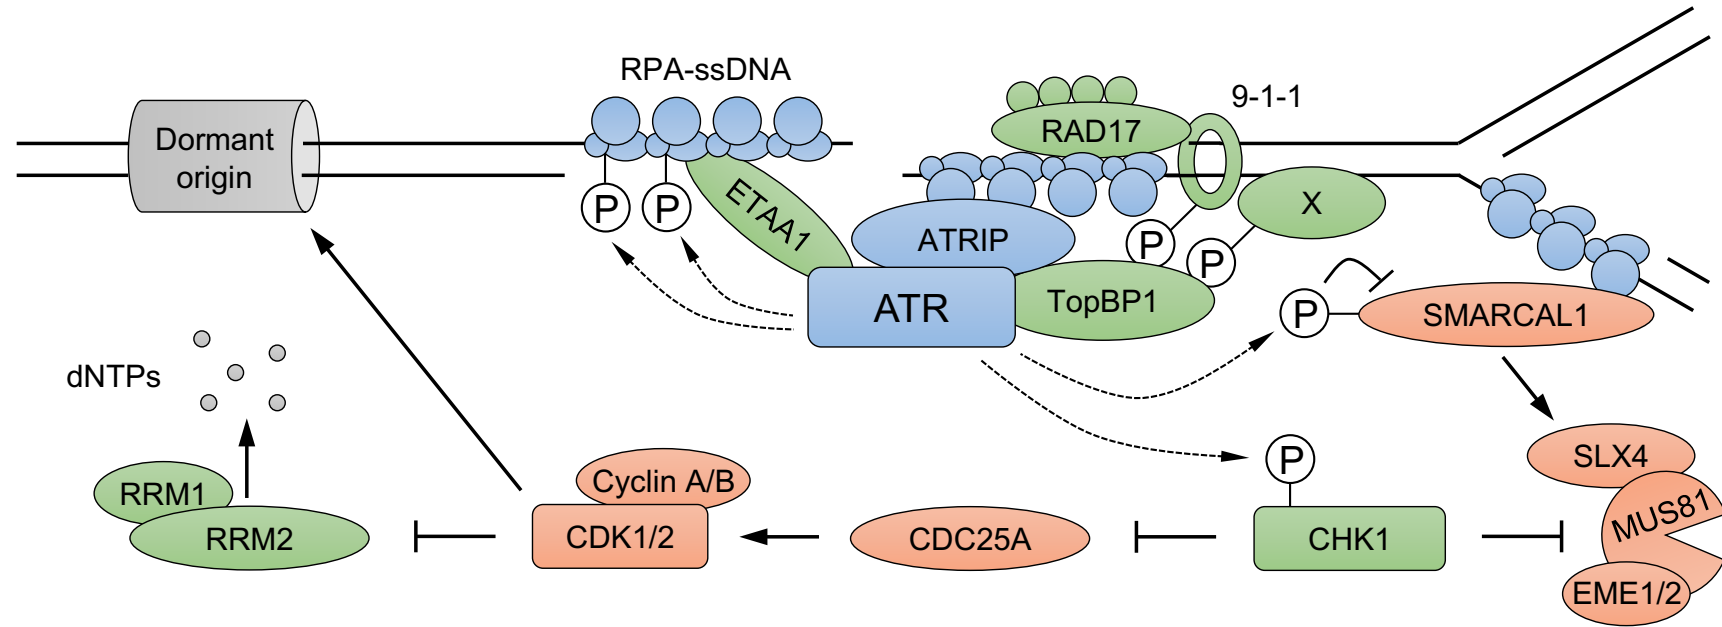 RPA-ssDNA
9-1-1
Dormant
origin
RAD17
P
P
ETAA1
X
ATRIP
P
P
ATR
TopBP1
P
SMARCAL1
dNTPs
P
SLX4
RRM1
Cyclin A/B
MUS81
RRM2
CDK1/2
CDC25A
CHK1
EME1/2